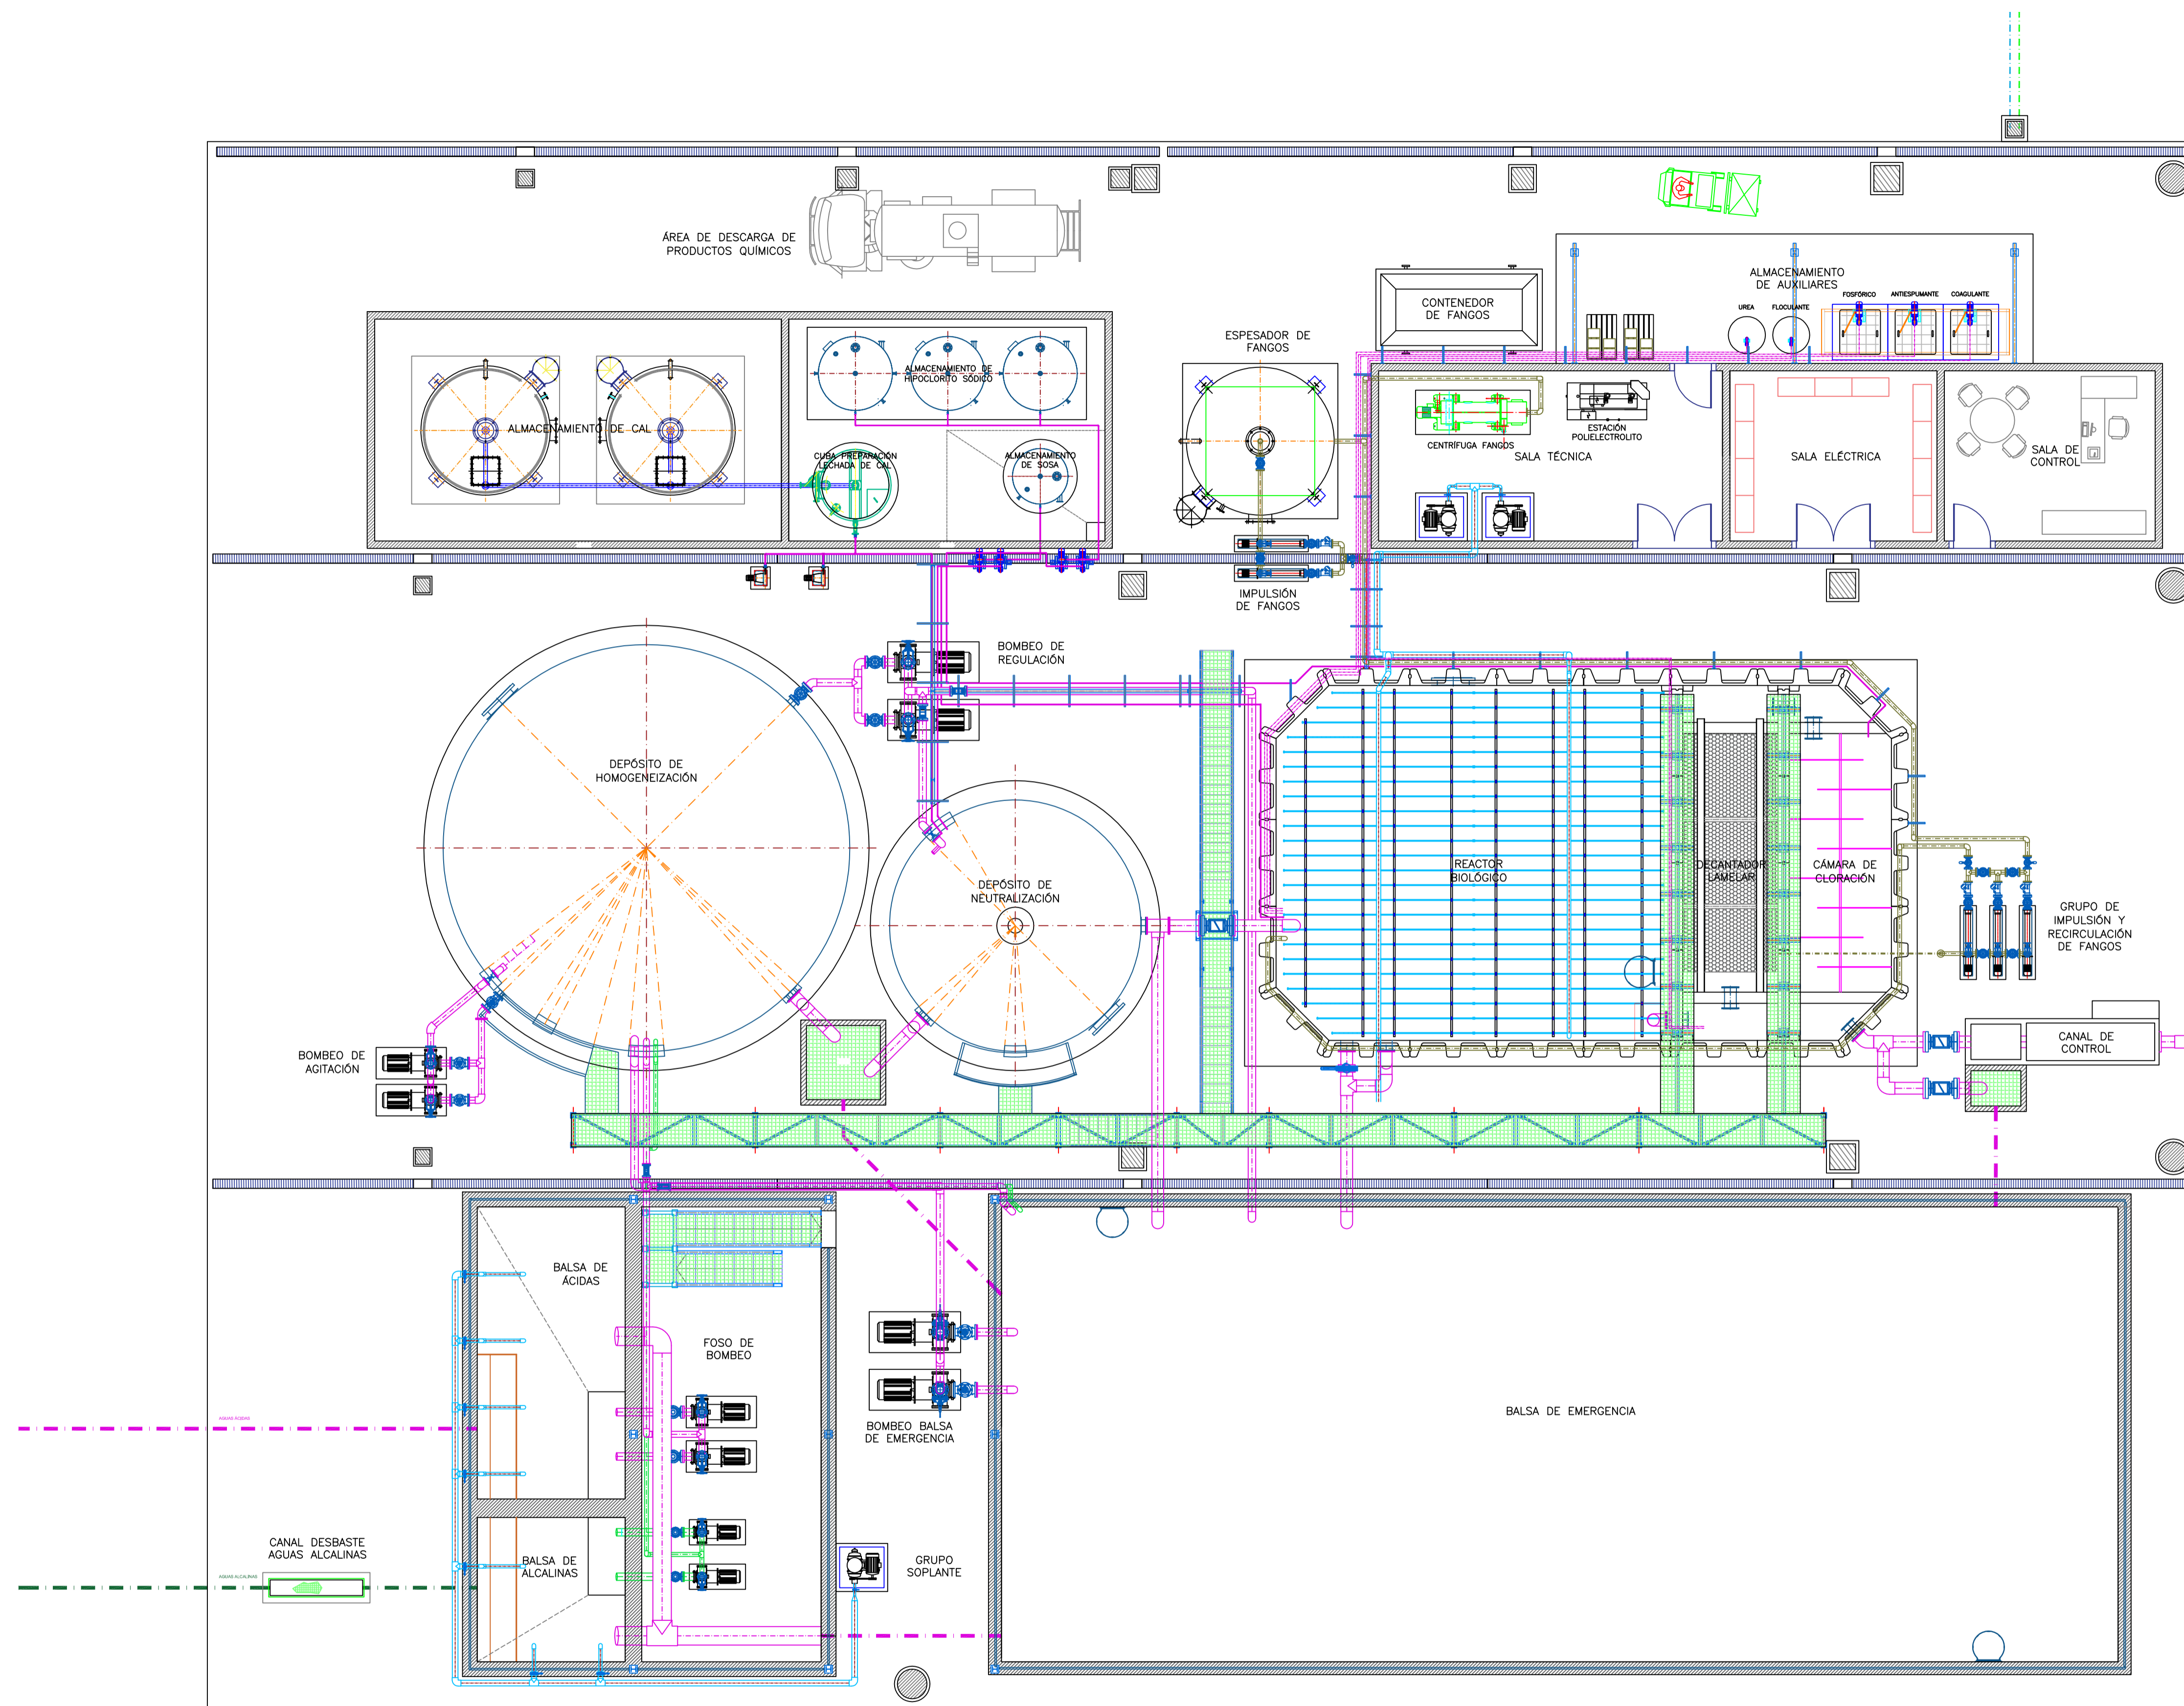 ÁREA DE DESCARGA DE
PRODUCTOS QUÍMICOS
ALMACENAMIENTO
DE AUXILIARES
UREA
FLOCULANTE
FOSFÓRICO
ANTIESPUMANTE
COAGULANTE
CONTENEDOR
DE FANGOS
ESPESADOR DE
FANGOS
ALMACENAMIENTO DE
HIPOCLORITO SÓDICO
ALMACENAMIENTO DE CAL
CUBA PREPARACIÓN
LECHADA DE CAL
ALMACENAMIENTO
DE SOSA
CENTRÍFUGA FANGOS
ESTACIÓN
POLIELECTROLITO
SALA TÉCNICA
SALA ELÉCTRICA
SALA DE
CONTROL
IMPULSIÓN
DE FANGOS
BOMBEO DE
REGULACIÓN
DEPÓSITO DE
HOMOGENEIZACIÓN
DEPÓSITO DE
NEUTRALIZACIÓN
REACTOR
BIOLÓGICO
DECANTADOR
LAMELAR
CÁMARA DE
CLORACIÓN
GRUPO DE
IMPULSIÓN Y
RECIRCULACIÓN
DE FANGOS
BOMBEO DE
AGITACIÓN
CANAL DE
CONTROL
BALSA DE
ÁCIDAS
FOSO DE
BOMBEO
BOMBEO BALSA
DE EMERGENCIA
BALSA DE EMERGENCIA
AGUAS ÁCIDAS
CANAL DESBASTE
AGUAS ALCALINAS
AGUAS ALCALINAS
BALSA DE
ALCALINAS
GRUPO
SOPLANTE